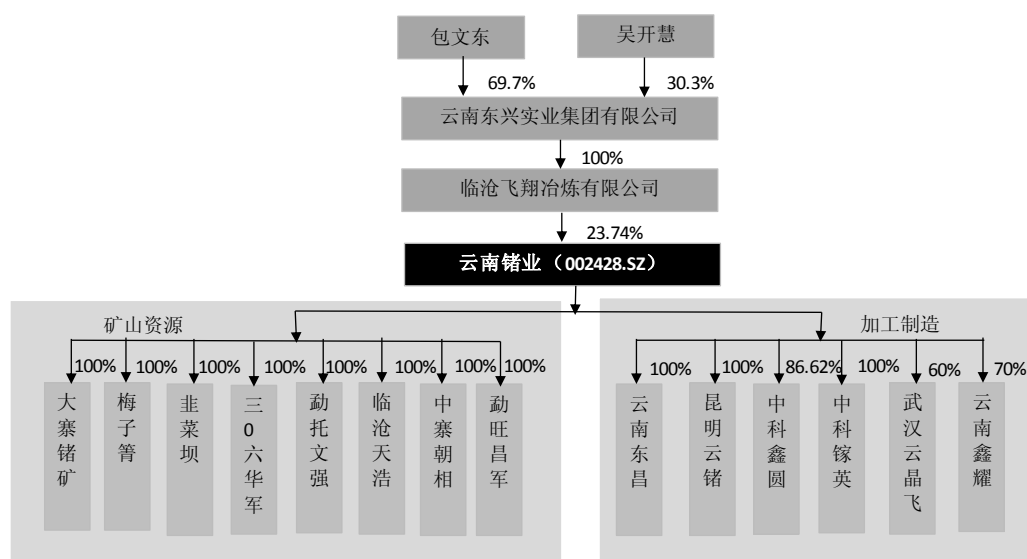 包文东
吴开慧
69.7%
30.3%
云南东兴实业集团有限公司
100%
临沧飞翔冶炼有限公司
23.74%
云南锗业（002428.SZ）
矿山资源
加工制造
100%
100%
100%
100%
100%
100%
100%
100%
100%
100%
86.62%
100%
60%
70%
大寨锗矿
梅子箐
韭菜坝
三0六华军
勐托文强
临沧天浩
中寨朝相
勐旺昌军
云南东昌
昆明云锗
中科鑫圆
中科镓英
武汉云晶飞
云南鑫耀